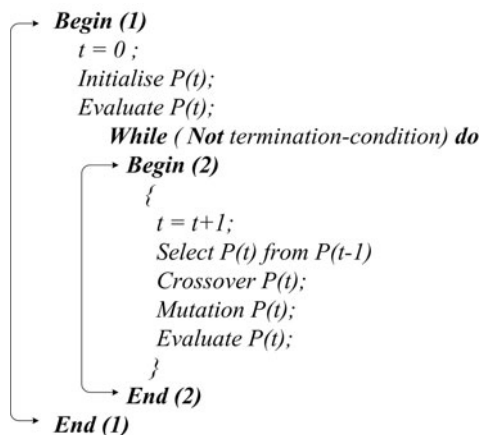 Begin (1)
t = 0 ;
Initialise P(t);
Evaluate P(t);
While ( Not termination-condition) do
Begin (2)
{
t = t+1;
Select P(t) from P(t-1)
Crossover P(t);
Mutation P(t);
Evaluate P(t);
}
End (2)
End (1)